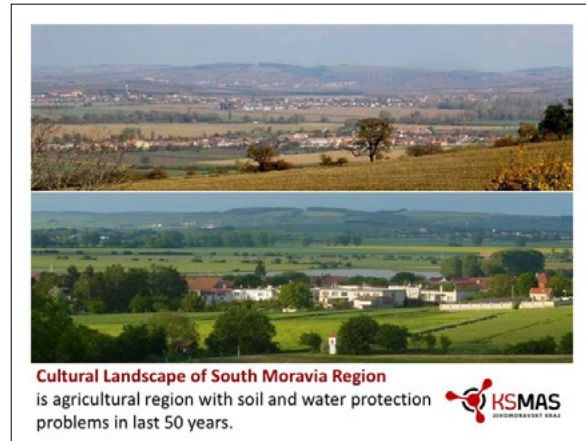 Cultural Landscape of South Moravia Region
is agricultural region with soil and water protection
problems in last 50 years.
KSMAS
JIHOMORAVSKÝ KRAJ